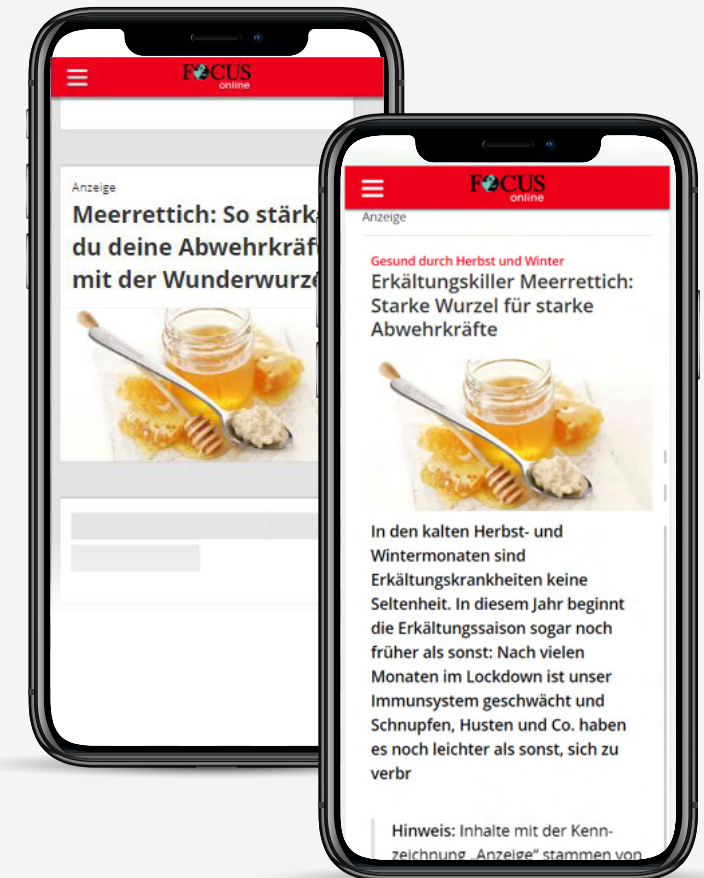 FOCUS
online
Anzeige
Meerrettich: So stärk
du deine Abwehrkräf
mit der Wunderwurze
FOCUS
online
Anzeige
Gesund durch Herbst und Winter
Erkältungskiller Meerrettich:
Starke Wurzel für starke
Abwehrkräfte
In den kalten Herbst- und
Wintermonaten sind
Erkältungskrankheiten keine
Seltenheit. In diesem Jahr beginnt
die Erkältungssaison sogar noch
früher als sonst: Nach vielen
Monaten im Lockdown ist unser
Immunsystem geschwächt und
Schnupfen, Husten und Co. haben
es noch leichter als sonst, sich zu
verbr
Hinweis: Inhalte mit der Kenn-
zeichnung „Anzeige“ stammen von